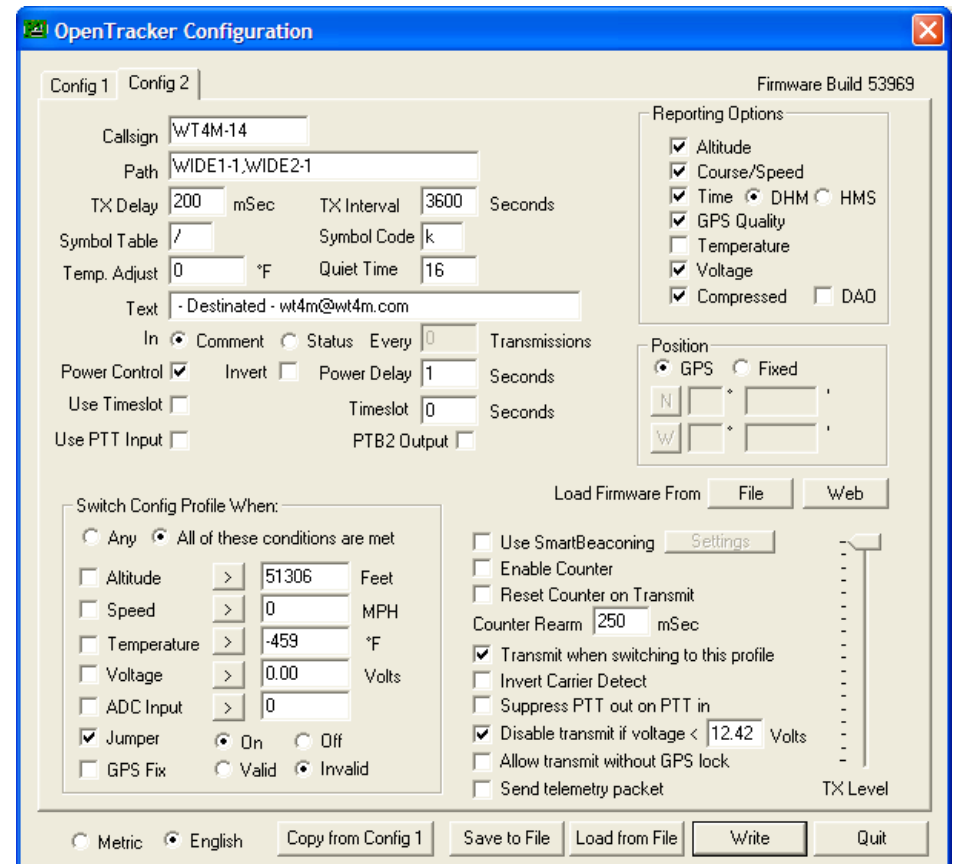 OpenTracker Configuration
Config 1 Config 2 Firmware Build 53969
Callsign WT4M-14
Path WIDE1-1,WIDE2-1
TX Delay 200 mSec TX Interval 3600 Seconds
Symbol Table / Symbol Code k
Temp. Adjust 0 °F Quiet Time 16
Text - Destinated - wt4m@wt4m.com
In Comment Status Every 0 Transmissions
Power Control Invert Power Delay 1 Seconds
Use Timeslot Timeslot 0 Seconds
Use PTT Input PTB2 Output
Reporting Options
Altitude
Course/Speed
Time DHM HMS
GPS Quality
Temperature
Voltage
Compressed DAO
Position
GPS Fixed
N ° '
W ° '
Load Firmware From File Web
Switch Config Profile When:
Any All of these conditions are met
Altitude > 51306 Feet
Speed > 0 MPH
Temperature > -459 °F
Voltage > 0.00 Volts
ADC Input > 0
Jumper On Off
GPS Fix Valid Invalid
Use SmartBeaconing Settings
Enable Counter
Reset Counter on Transmit
Counter Rearm 250 mSec
Transmit when switching to this profile
Invert Carrier Detect
Suppress PTT out on PTT in
Disable transmit if voltage < 12.42 Volts
Allow transmit without GPS lock
Send telemetry packet
TX Level
Metric English Copy from Config 1 Save to File Load from File Write Quit